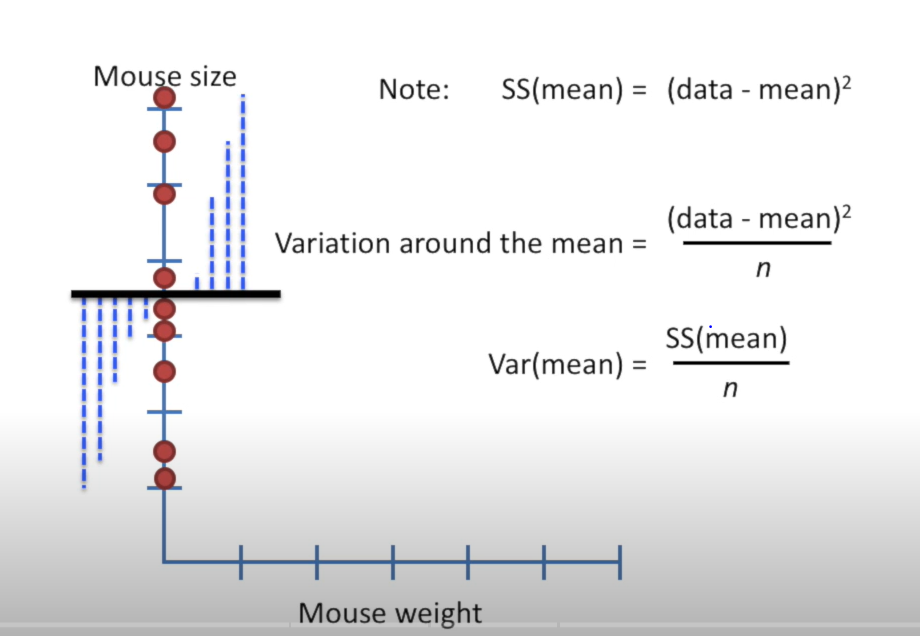 Mouse size
Note: SS(mean) = (data - mean)²
Variation around the mean = (data - mean)²
n
Var(mean) = SS(mean)
n
Mouse weight